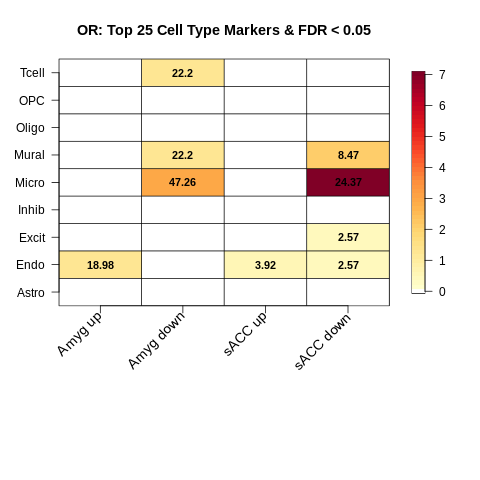 OR: Top 25 Cell Type Markers & FDR < 0.05
Tcell 22.2
OPC
Oligo
Mural 22.2 8.47
Micro 47.26 24.37
Inhib
Excit 2.57
Endo 18.98 3.92 2.57
Astro
Amyg up Amyg down sACC up sACC down
7
6
5
4
3
2
1
0